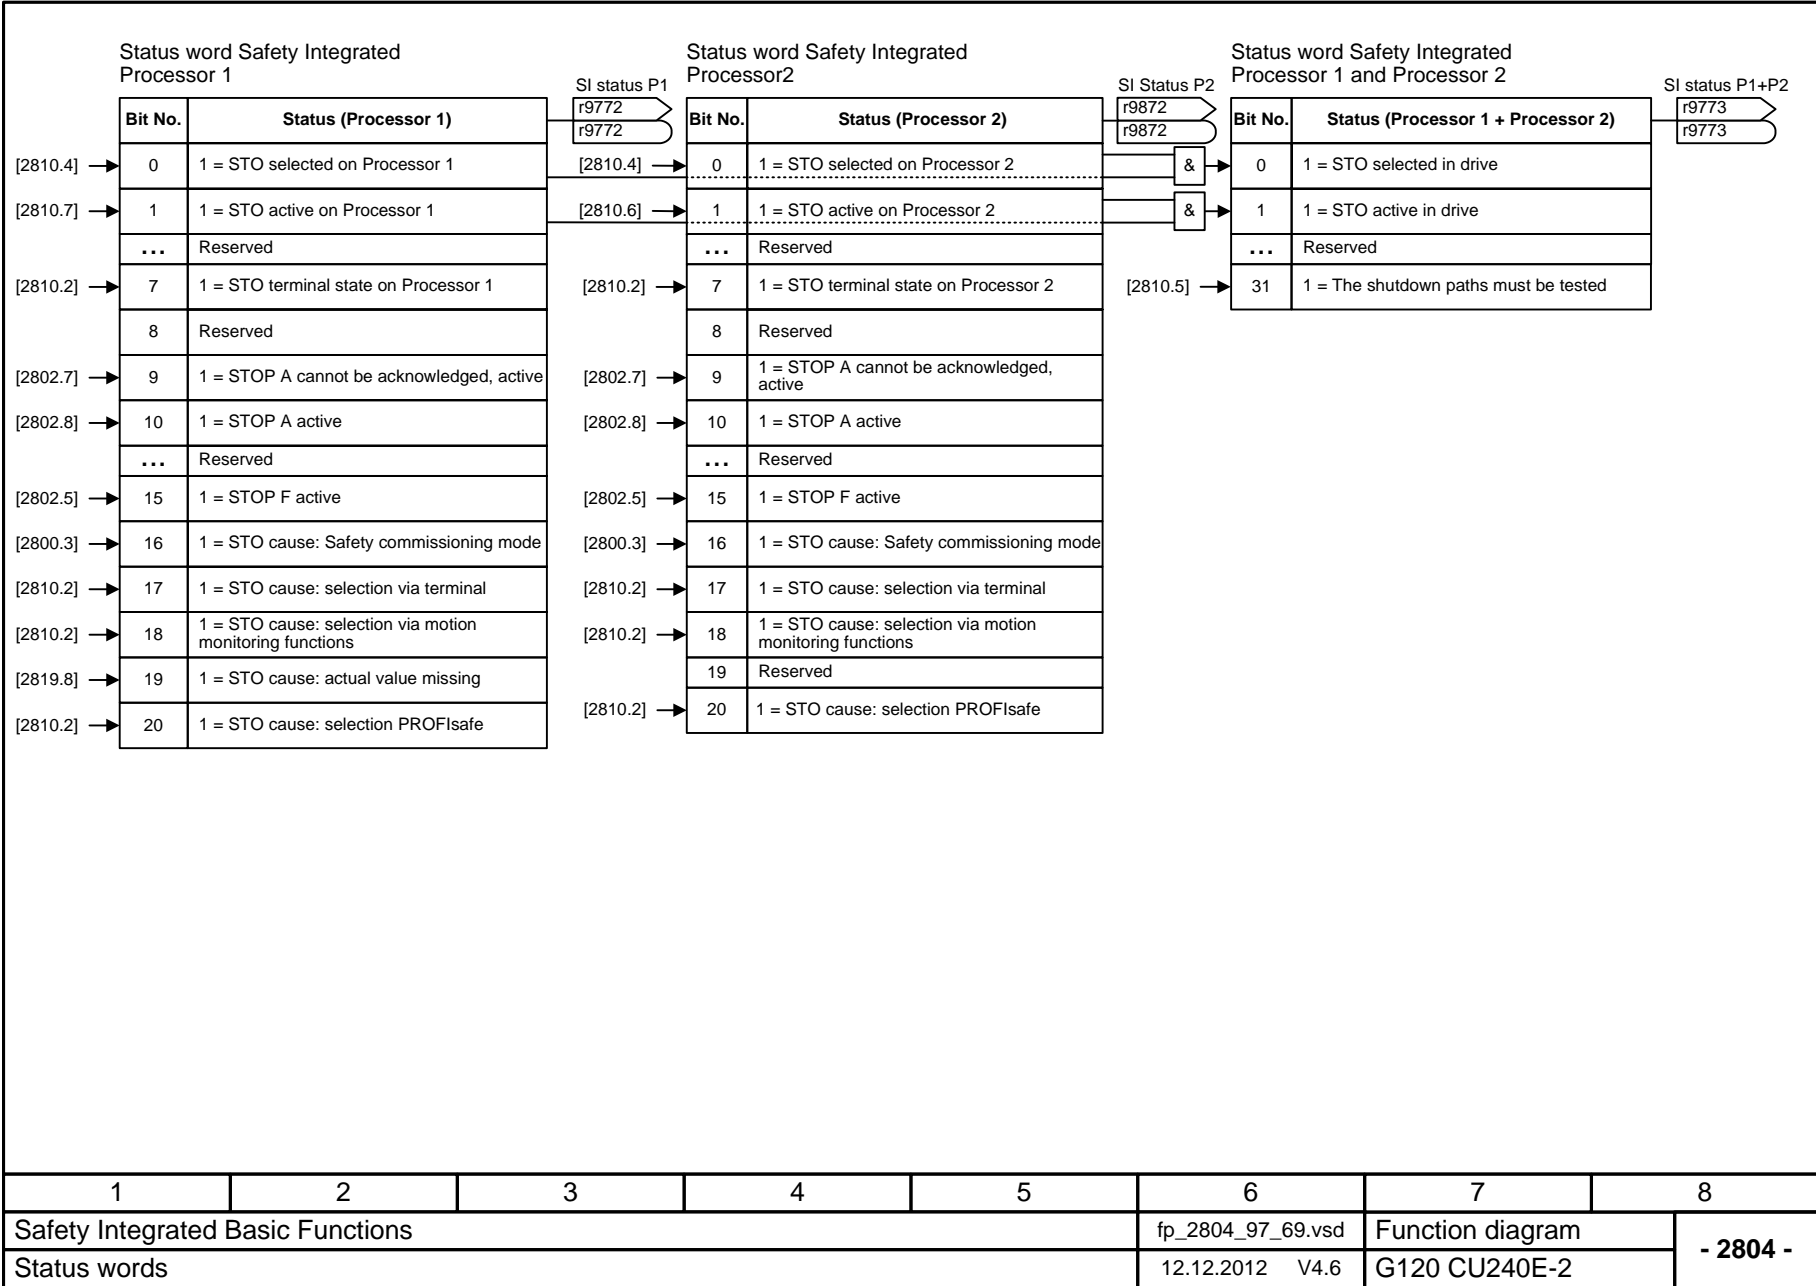 Status word Safety Integrated
Processor 1
SI status P1
r9772
r9772
Bit No. Status (Processor 1)
[2810.4] 0 1 = STO selected on Processor 1
[2810.7] 1 1 = STO active on Processor 1
... Reserved
[2810.2] 7 1 = STO terminal state on Processor 1
8 Reserved
[2802.7] 9 1 = STOP A cannot be acknowledged, active
[2802.8] 10 1 = STOP A active
... Reserved
[2802.5] 15 1 = STOP F active
[2800.3] 16 1 = STO cause: Safety commissioning mode
[2810.2] 17 1 = STO cause: selection via terminal
[2810.2] 18 1 = STO cause: selection via motion
monitoring functions
[2819.8] 19 1 = STO cause: actual value missing
[2810.2] 20 1 = STO cause: selection PROFIsafe
Status word Safety Integrated
Processor2
SI Status P2
r9872
r9872
Bit No. Status (Processor 2)
[2810.4] 0 1 = STO selected on Processor 2
&
[2810.6] 1 1 = STO active on Processor 2
&
... Reserved
[2810.2] 7 1 = STO terminal state on Processor 2
8 Reserved
[2802.7] 9 1 = STOP A cannot be acknowledged,
active
[2802.8] 10 1 = STOP A active
... Reserved
[2802.5] 15 1 = STOP F active
[2800.3] 16 1 = STO cause: Safety commissioning mode
[2810.2] 17 1 = STO cause: selection via terminal
[2810.2] 18 1 = STO cause: selection via motion
monitoring functions
19 Reserved
[2810.2] 20 1 = STO cause: selection PROFIsafe
Status word Safety Integrated
Processor 1 and Processor 2
SI status P1+P2
r9773
r9773
Bit No. Status (Processor 1 + Processor 2)
0 1 = STO selected in drive
1 1 = STO active in drive
... Reserved
[2810.5] 31 1 = The shutdown paths must be tested
1 2 3 4 5 6 7 8
Safety Integrated Basic Functions fp_2804_97_69.vsd Function diagram
- 2804 -
Status words 12.12.2012 V4.6 G120 CU240E-2